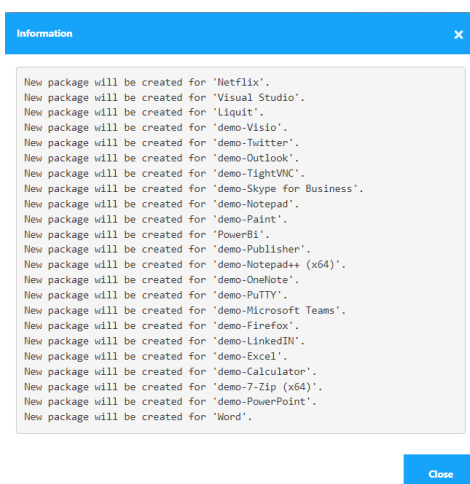 Information
x
New package will be created for 'Netflix'.
New package will be created for 'Visual Studio'.
New package will be created for 'Liquit'.
New package will be created for 'demo-Visio'.
New package will be created for 'demo-Twitter'.
New package will be created for 'demo-Outlook'.
New package will be created for 'demo-TightVNC'.
New package will be created for 'demo-Skype for Business'.
New package will be created for 'demo-Notepad'.
New package will be created for 'demo-Paint'.
New package will be created for 'PowerBi'.
New package will be created for 'demo-Publisher'.
New package will be created for 'demo-Notepad++ (x64)'.
New package will be created for 'demo-OneNote'.
New package will be created for 'demo-PuTTY'.
New package will be created for 'demo-Microsoft Teams'.
New package will be created for 'demo-Firefox'.
New package will be created for 'demo-LinkedIN'.
New package will be created for 'demo-Excel'.
New package will be created for 'demo-Calculator'.
New package will be created for 'demo-7-Zip (x64)'.
New package will be created for 'demo-PowerPoint'.
New package will be created for 'Word'.
Close